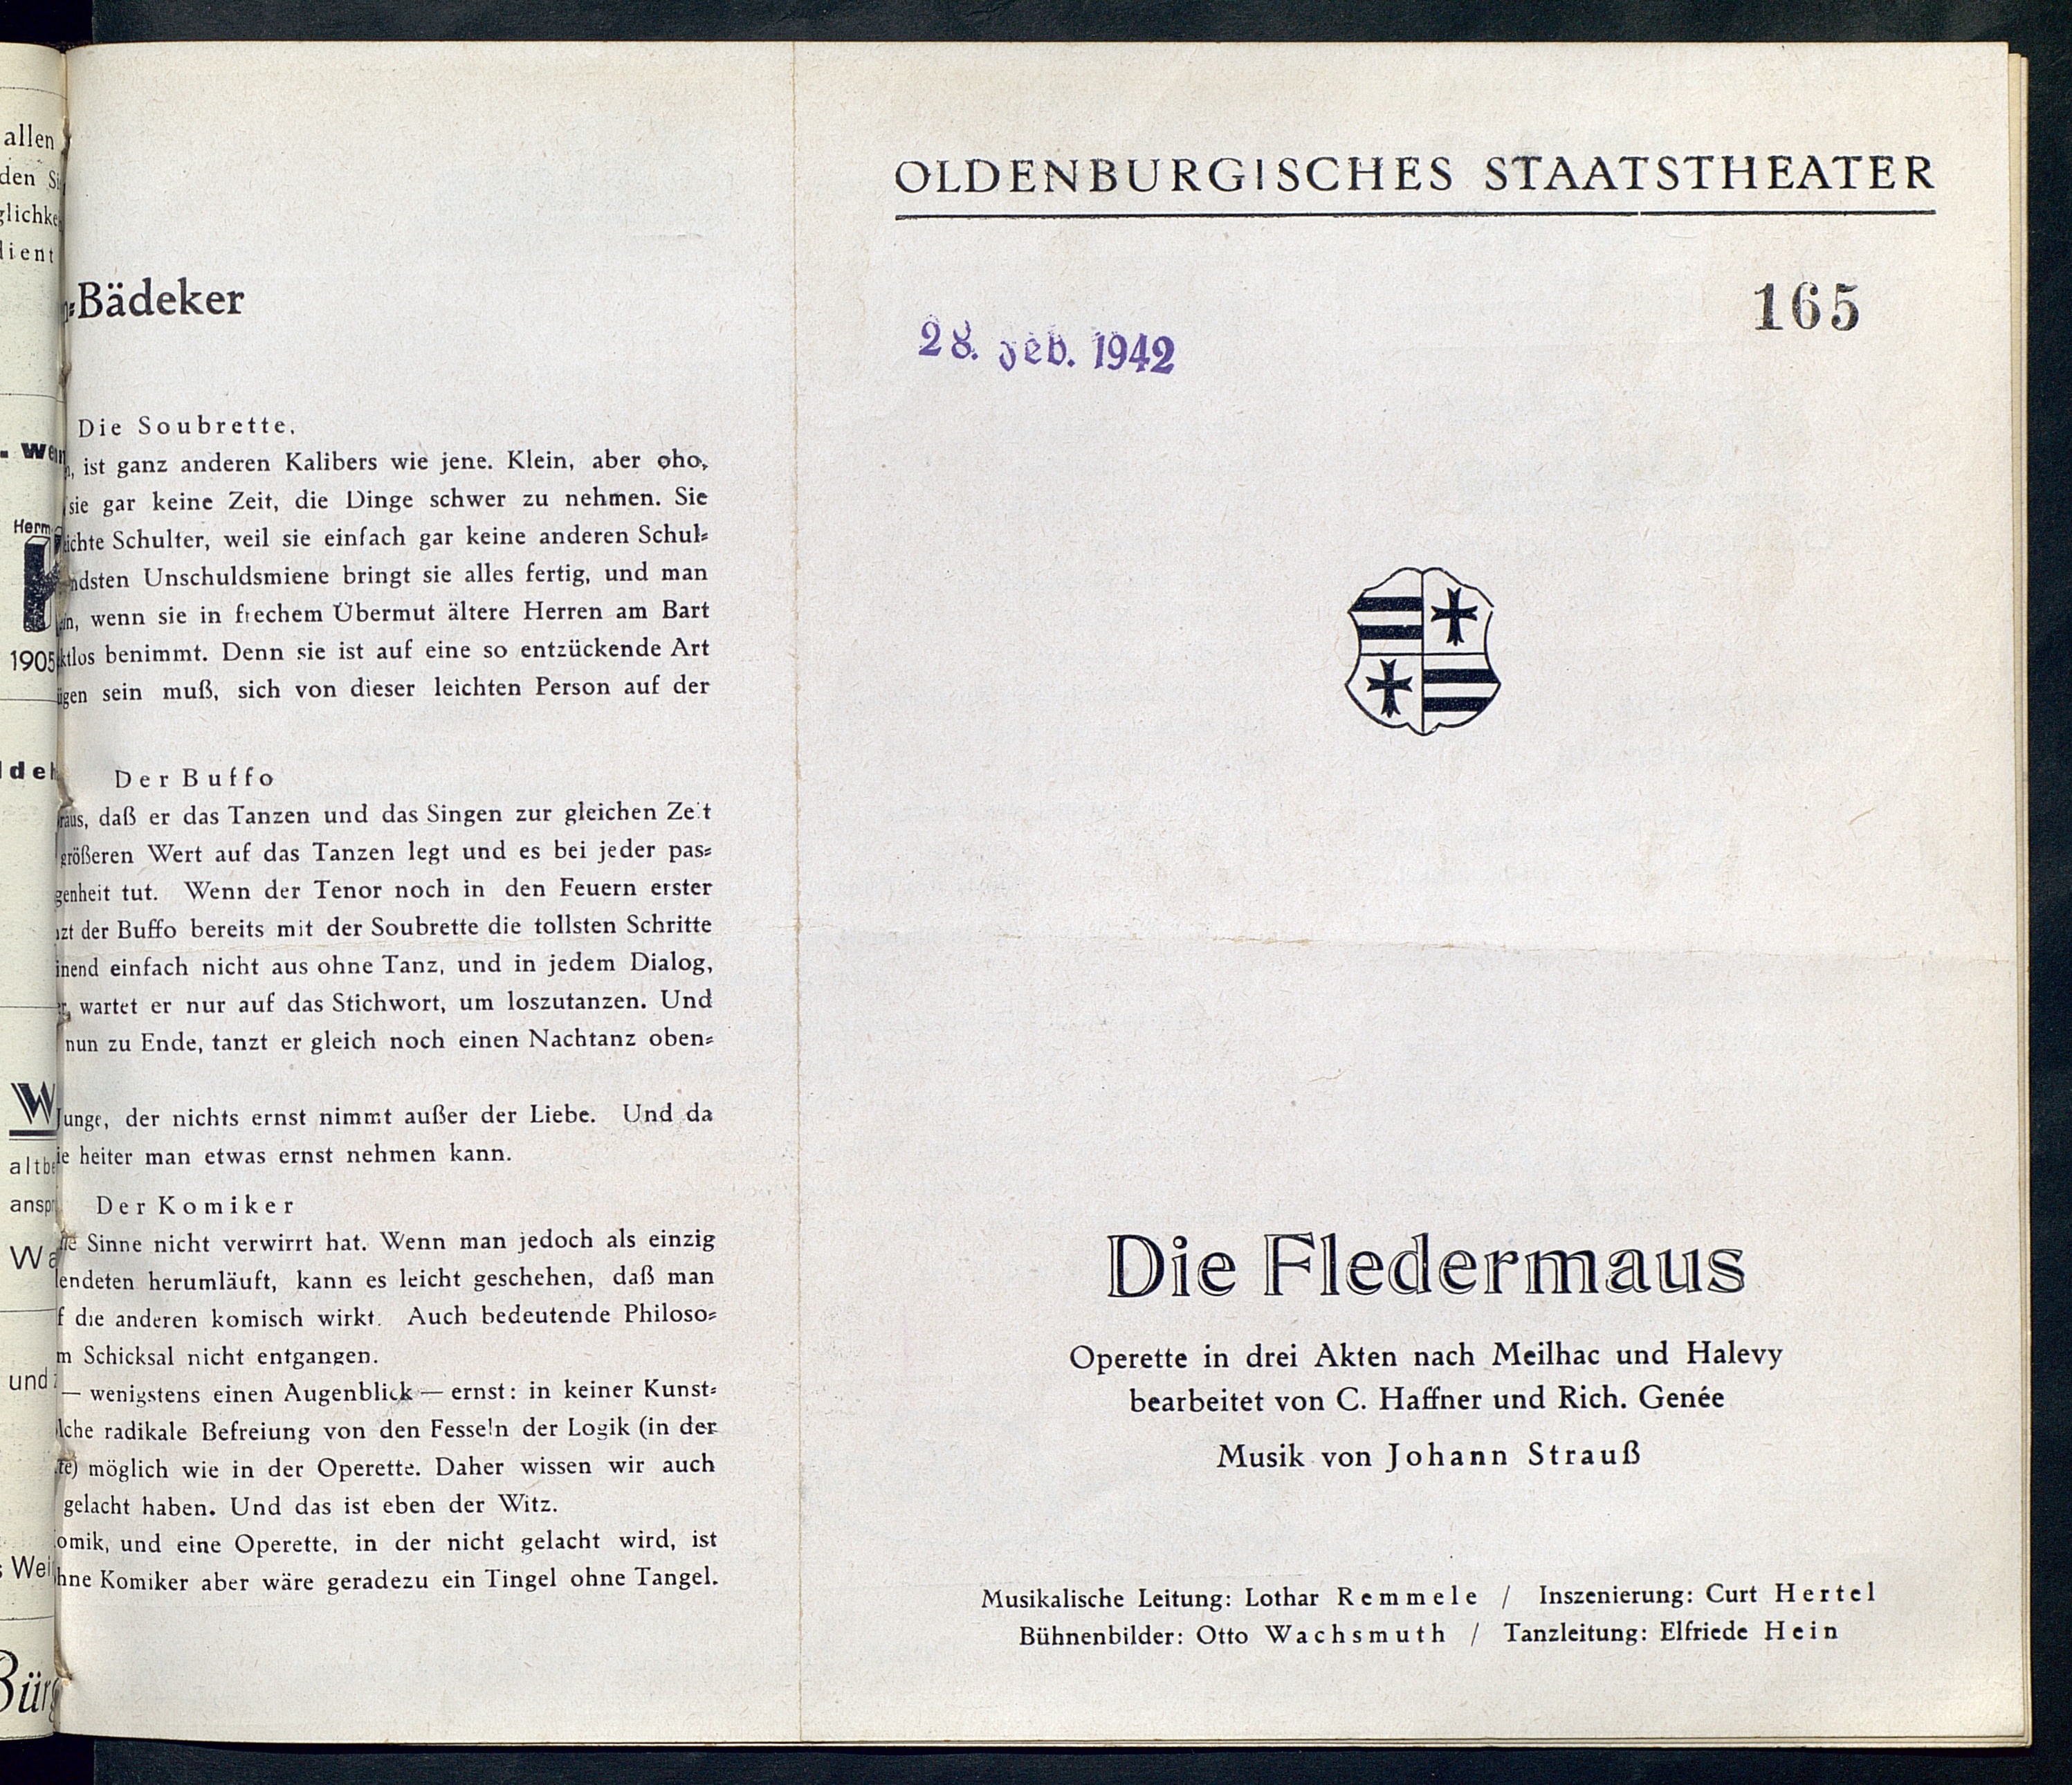 allen
den
1905
und
=Bädeker
Die Soubrette,
ist ganz anderen Kalibers wie jene. Klein, aber oho,
sie gar keine Zeit, die Dinge schwer zu nehmen. Sie
Schulter, weil sie einfach gar keine anderen Schul=
Unschuldsmiene bringt sie alles fertig, und man
wenn sie in frechem Übermut ältere Herren am Bart
benimmt. Denn sie ist auf eine so entzückende Art
sein muß, sich von dieser leichten Person auf der
Der Buffo
daß er das Tanzen und das Singen zur gleichen Zeit
größeren Wert auf das Tanzen legt und es bei jeder pas=
genheit tut. Wenn der Tenor noch in den Feuern erster
der Buffo bereits mit der Soubrette die tollsten Schritte
einfach nicht aus ohne Tanz, und in jedem Dialog,
wartet er nur auf das Stichwort, um loszutanzen. Und
nun zu Ende, tanzt er gleich noch einen Nachtanz oben=
Junge, der nichts ernst nimmt außer der Liebe. Und da
heiter man etwas ernst nehmen kann.
Der Komiker
Sinne nicht verwirrt hat. Wenn man jedoch als einzig
herumläuft, kann es leicht geschehen, daß man
die anderen komisch wirkt. Auch bedeutende Philoso=
Schicksal nicht entgangen.
— wenigstens einen Augenblick — ernst: in keiner Kunst=
radikale Befreiung von den Fesseln der Logik (in der
möglich wie in der Operette. Daher wissen wir auch
gelacht haben. Und das ist eben der Witz.
omik, und eine Operette, in der nicht gelacht wird, ist
hne Komiker aber wäre geradezu ein Tingel ohne Tangel.
OLDENBURGISCHES STAATSTHEATER
165
28. Feb. 1942
Die Fledermaus
Operette in drei Akten nach Meilhac und Halevy
bearbeitet von C. Haffner und Rich. Genée
Musik von Johann Strauß
Musikalische Leitung: Lothar Remmele / Inszenierung: Curt Hertel
Bühnenbilder: Otto Wachsmuth / Tanzleitung: Elfriede Hein